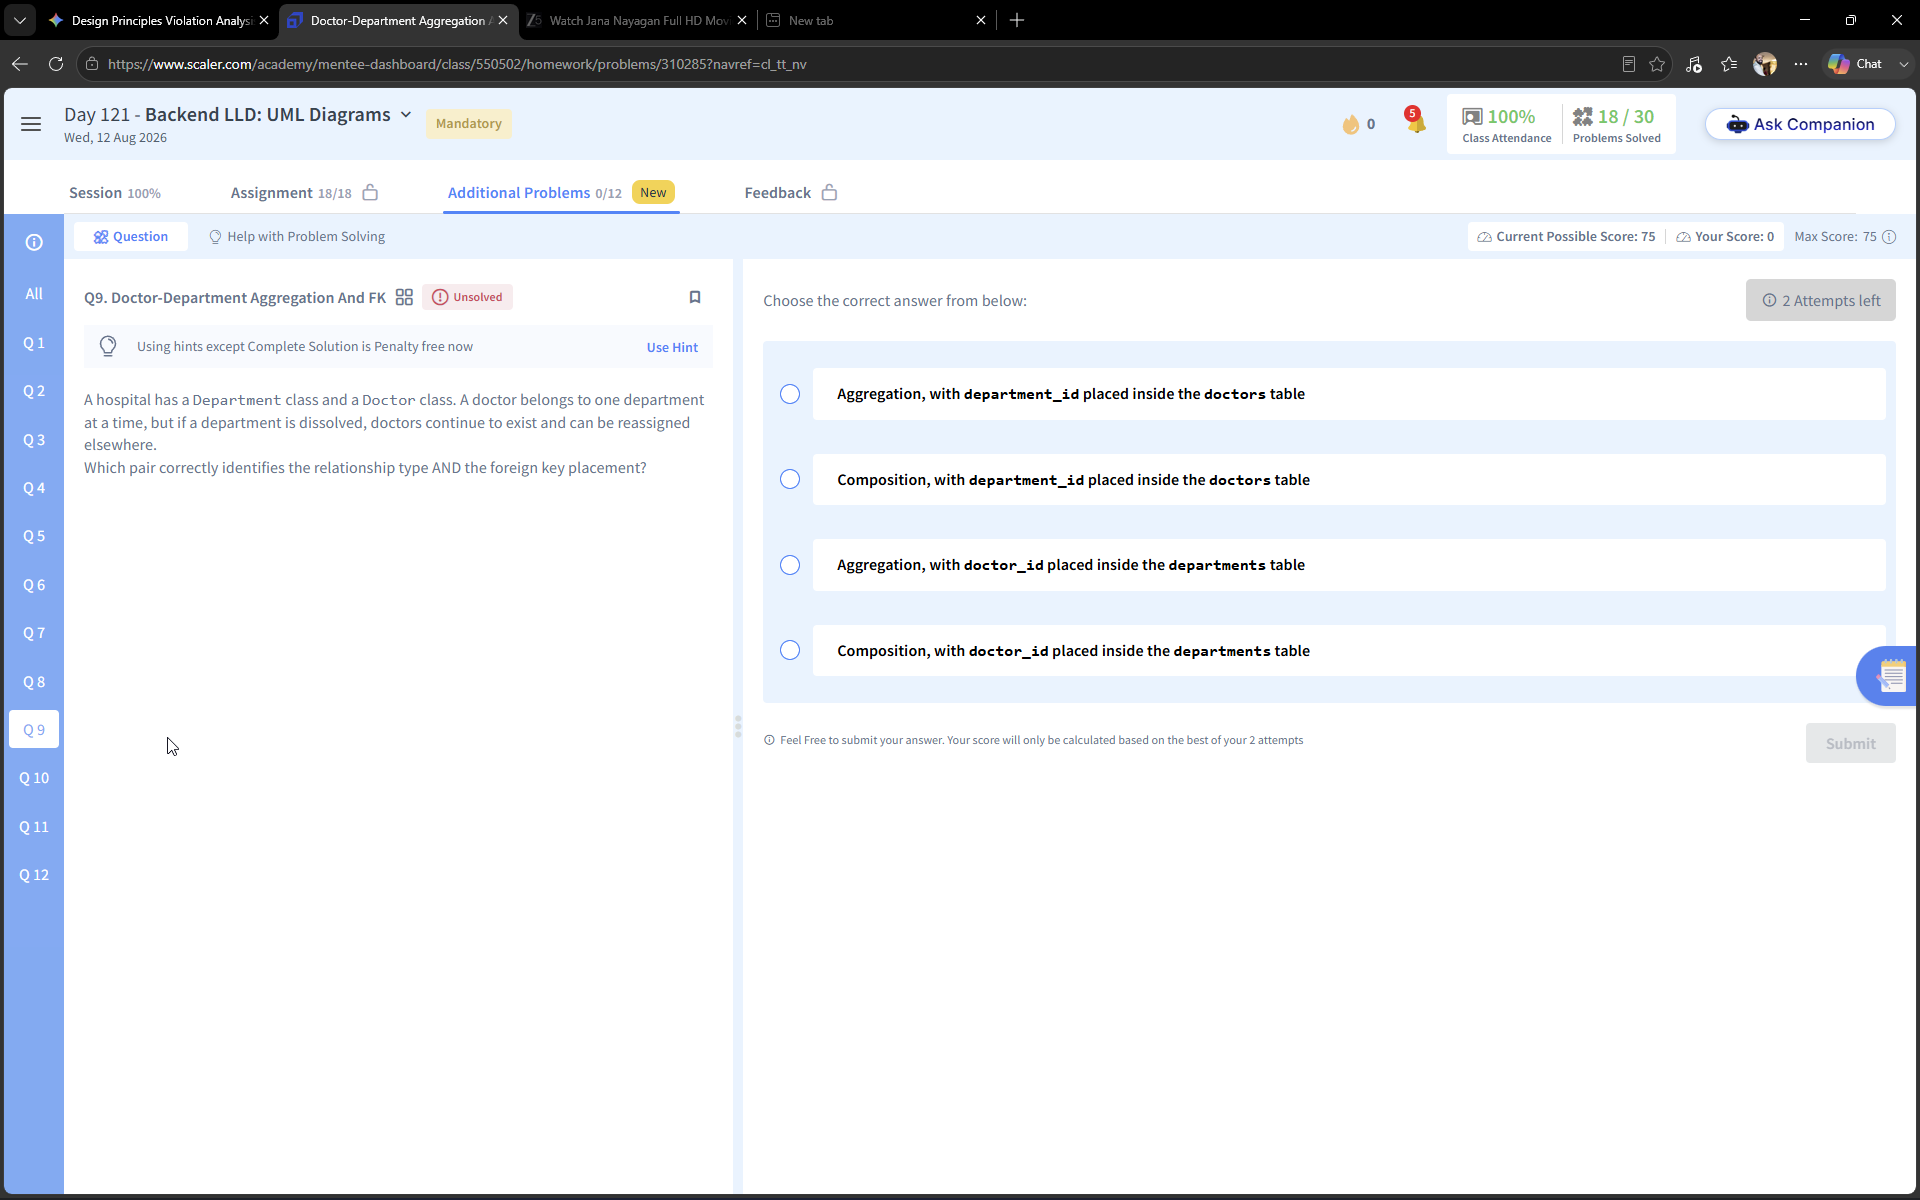 Design Principles Violation Analys
Doctor-Department Aggregation A
Watch Jana Nayagan Full HD Mov
New tab
https://www.scaler.com/academy/mentee-dashboard/class/550502/homework/problems/310285?navref=cl_tt_nv
Chat
Day 121 - Backend LLD: UML Diagrams
Mandatory
Wed, 12 Aug 2026
0
5
100%
Class Attendance
18 / 30
Problems Solved
Ask Companion
Session 100%
Assignment 18/18
Additional Problems 0/12 New
Feedback
Question
Help with Problem Solving
Current Possible Score: 75
Your Score: 0
Max Score: 75
All
Q 1
Q 2
Q 3
Q 4
Q 5
Q 6
Q 7
Q 8
Q 9
Q 10
Q 11
Q 12
Q9. Doctor-Department Aggregation And FK
Unsolved
Using hints except Complete Solution is Penalty free now
Use Hint
A hospital has a Department class and a Doctor class. A doctor belongs to one department
at a time, but if a department is dissolved, doctors continue to exist and can be reassigned
elsewhere.
Which pair correctly identifies the relationship type AND the foreign key placement?
Choose the correct answer from below:
2 Attempts left
Aggregation, with department_id placed inside the doctors table
Composition, with department_id placed inside the doctors table
Aggregation, with doctor_id placed inside the departments table
Composition, with doctor_id placed inside the departments table
Feel Free to submit your answer. Your score will only be calculated based on the best of your 2 attempts
Submit